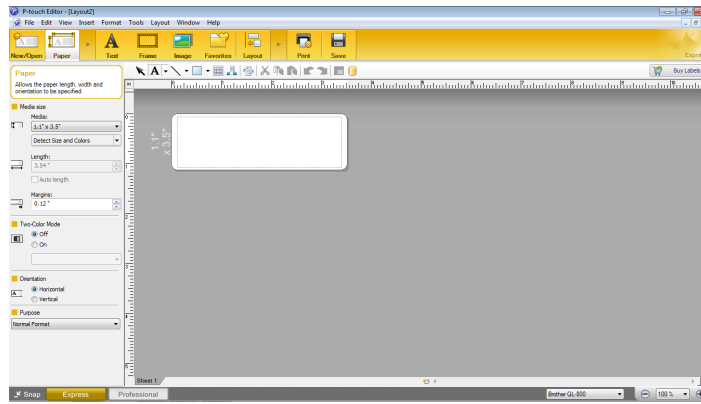 P-touch Editor - [Layout2]
File Edit View Insert Format Tools Layout Window Help
New/Open Paper Text Frame Image Favorites Layout Print Save
Expre
A
Buy Labels
Paper
Allows the paper length, width and
orientation to be specified.
Media size
Media:
1.1" x 3.5"
Detect Size and Colors
Length:
3.54 "
Auto length
Margins:
0.12 "
Two-Color Mode
Off
On
Orientation
Horizontal
Vertical
Purpose
Normal Format
in
1.1"
x 3.5"
Sheet 1
Snap Express Professional
Brother QL-800
100 %